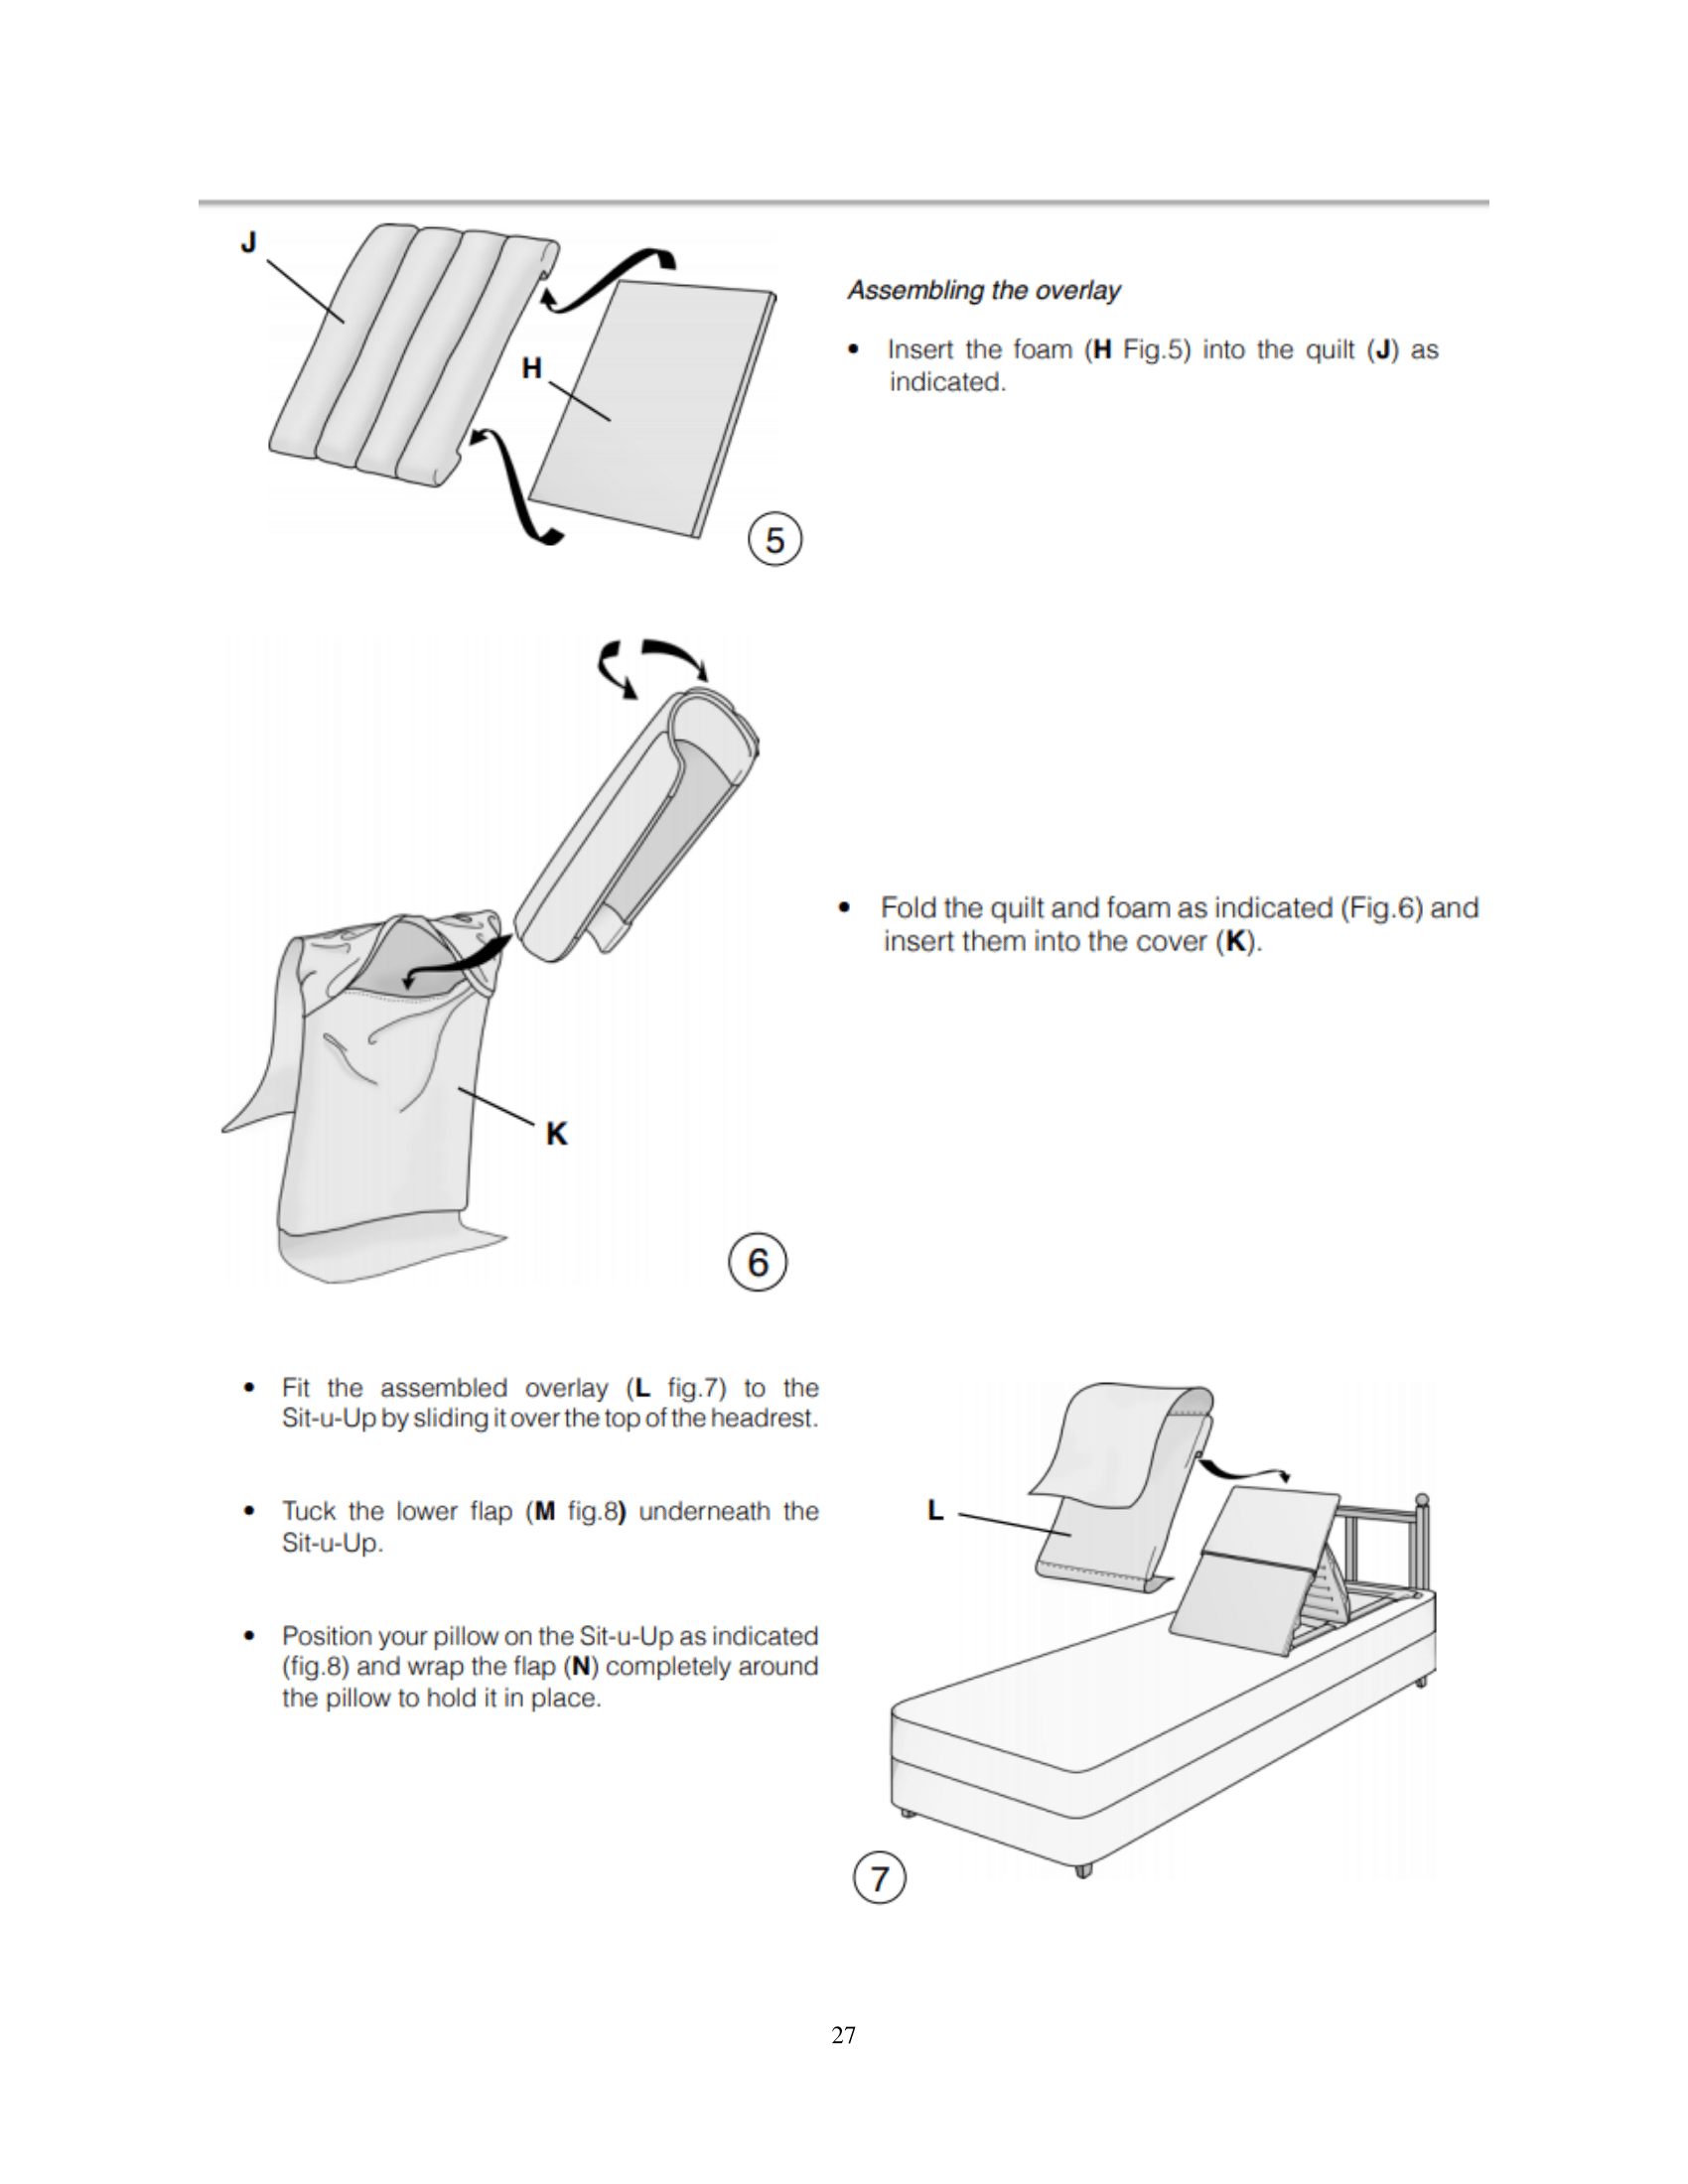 J
H
5
Assembling the overlay
• Insert the foam (H Fig.5) into the quilt (J) as
indicated.
K
6
• Fold the quilt and foam as indicated (Fig.6) and
insert them into the cover (K).
• Fit the assembled overlay (L fig.7) to the
Sit-u-Up by sliding it over the top of the headrest.
• Tuck the lower flap (M fig.8) underneath the
Sit-u-Up.
• Position your pillow on the Sit-u-Up as indicated
(fig.8) and wrap the flap (N) completely around
the pillow to hold it in place.
L
7
27